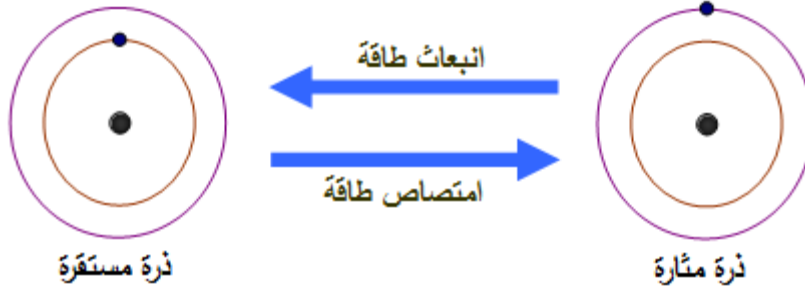 انبعاث طاقة
امتصاص طاقة
ذرة مثارة
ذرة مستقرة